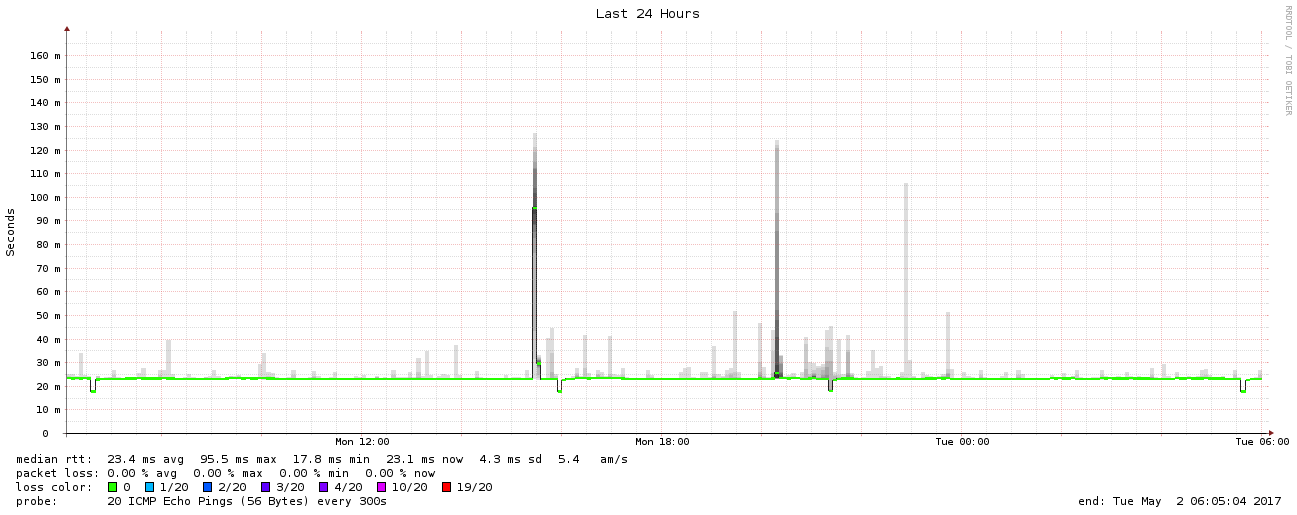 Last 24 Hours
RRDTOOL / TOBI OETIKER
Seconds
160 m
150 m
140 m
130 m
120 m
110 m
100 m
90 m
80 m
70 m
60 m
50 m
40 m
30 m
20 m
10 m
0
Mon 12:00 Mon 18:00 Tue 00:00 Tue 06:00
median rtt: 23.4 ms avg 95.5 ms max 17.8 ms min 23.1 ms now 4.3 ms sd 5.4 am/s
packet loss: 0.00 % avg 0.00 % max 0.00 % min 0.00 % now
loss color: 0 1/20 2/20 3/20 4/20 10/20 19/20
probe: 20 ICMP Echo Pings (56 Bytes) every 300s end: Tue May 2 06:05:04 2017